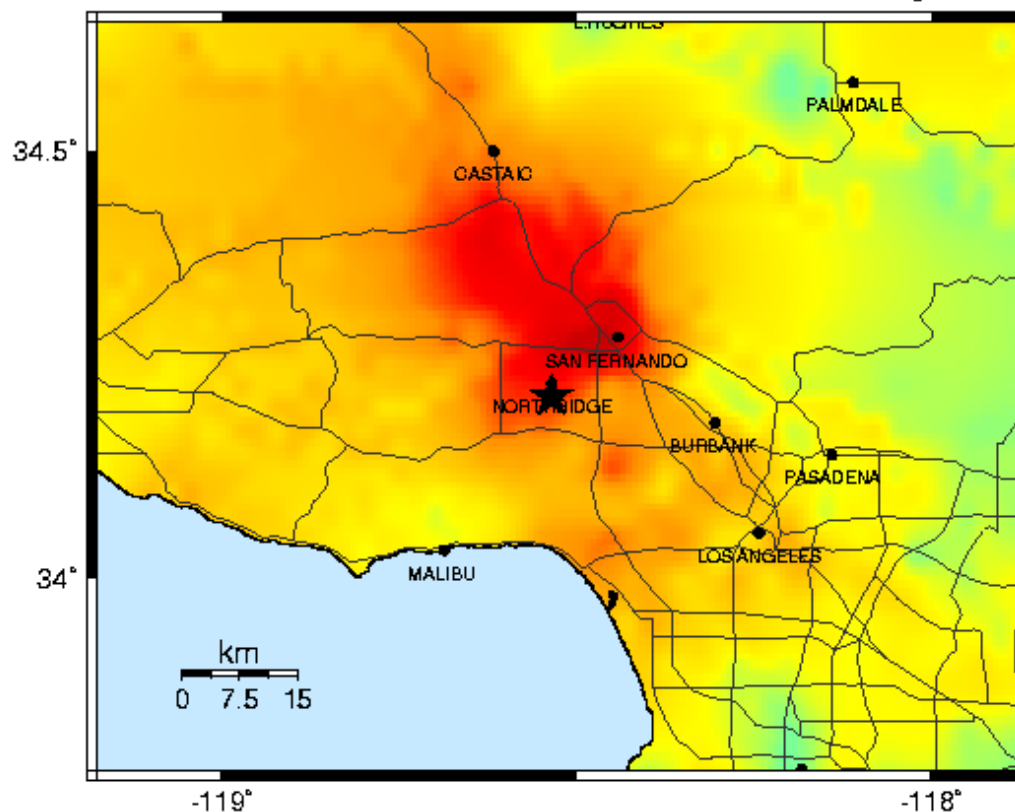 L.HUGHES
PALMDALE
34.5°
CASTAIC
SAN FERNANDO
NORTHRIDGE
BURBANK
PASADENA
LOS ANGELES
MALIBU
34°
km
0 7.5 15
-119° -118°